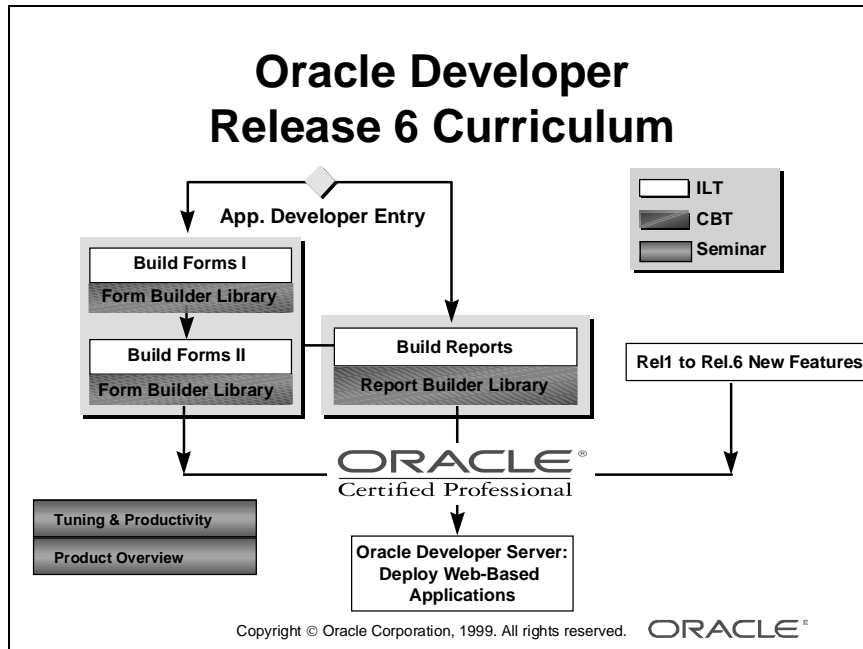 Oracle Developer
Release 6 Curriculum
App. Developer Entry
ILT
CBT
Seminar
Build Forms I
Form Builder Library
Build Forms II
Form Builder Library
Build Reports
Report Builder Library
Rel1 to Rel.6 New Features
ORACLE®
Certified Professional
Tuning & Productivity
Product Overview
Oracle Developer Server:
Deploy Web-Based
Applications
Copyright © Oracle Corporation, 1999. All rights reserved. ORACLE®